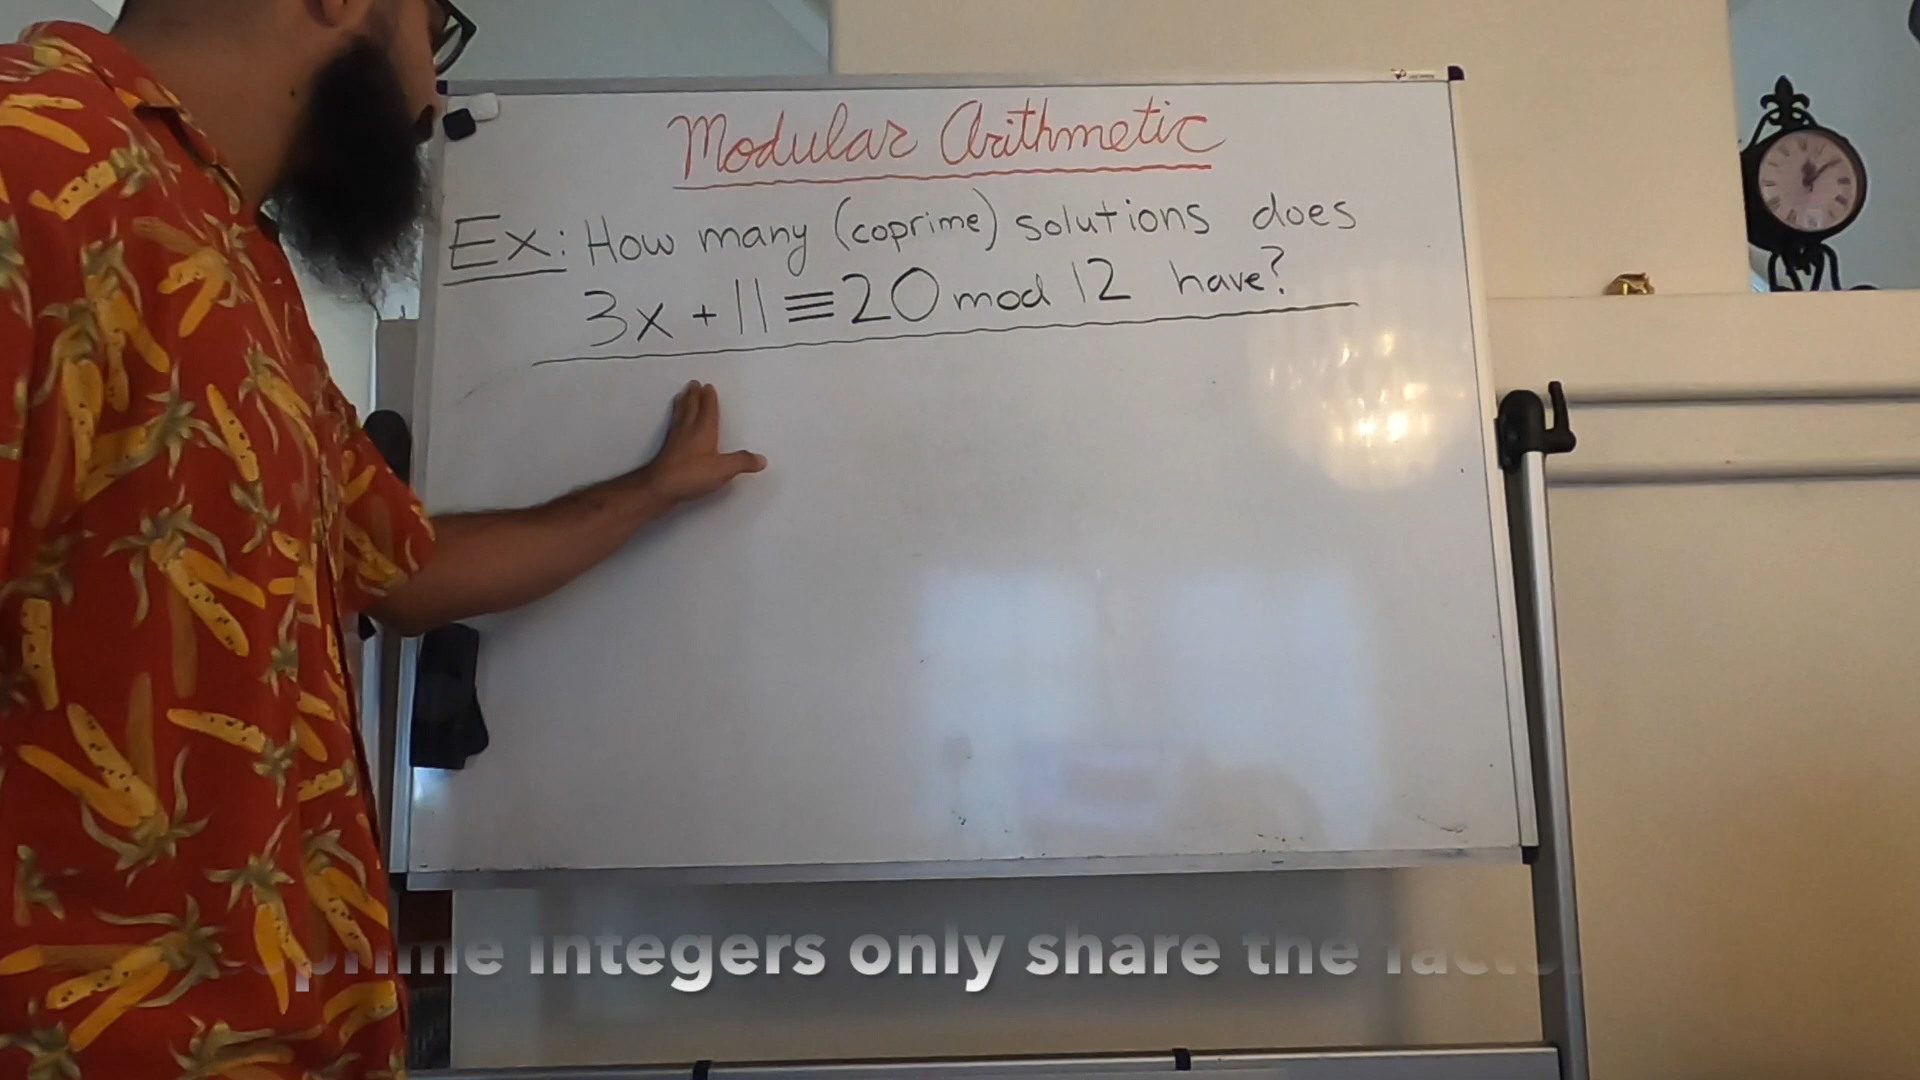 Modular Arithmetic
Ex: How many (coprime) solutions does
3x + 11 ≡ 20 mod 12 have?
integers only share the